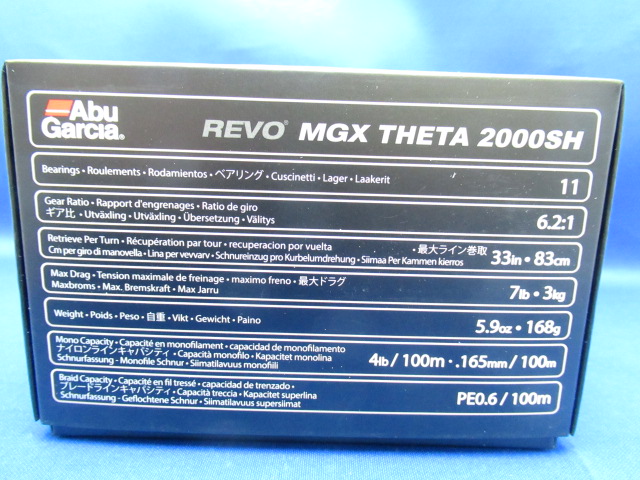 Abu
Garcia®
REVO® MGX THETA 2000SH
Bearings • Roulements • Rodamientos • ベアリング • Cuscinetti • Lager • Laakerit
11
Gear Ratio • Rapport d'engrenages • Ratio de giro
ギア比 • Utväxling • Utväxling • Übersetzung • Välitys
6.2:1
Retrieve Per Turn • Récupération par tour • recuperacion por vuelta • 最大ライン巻取
Cm per giro di manovella • Lina per vevvarv • Schnureinzug pro Kurbelumdrehung • Siimaa Per Kammen kierros
33in • 83cm
Max Drag • Tension maximale de freinage • maximo freno • 最大ドラグ
Maxbroms • Max. Bremskraft • Max Jarru
7lb • 3kg
Weight • Poids • Peso • 自重 • Vikt • Gewicht • Paino
5.9oz • 168g
Mono Capacity • Capacité en monofilament • capacidad de monofilamento
ナイロンラインキャパシティ • Capacità monofilo • Kapacitet monolina
Schnurfassung - Monofile Schnur • Siimatilavuus monofiili
4lb / 100m • .165mm / 100m
Braid Capacity • Capacité en fil tressé • capacidad de trenzado •
ブレードラインキャパシティ • Capacità treccia • Kapacitet superlina
Schnurfassung - Geflochtene Schnur • Siimatilavuus supersiimat
PE0.6 / 100m